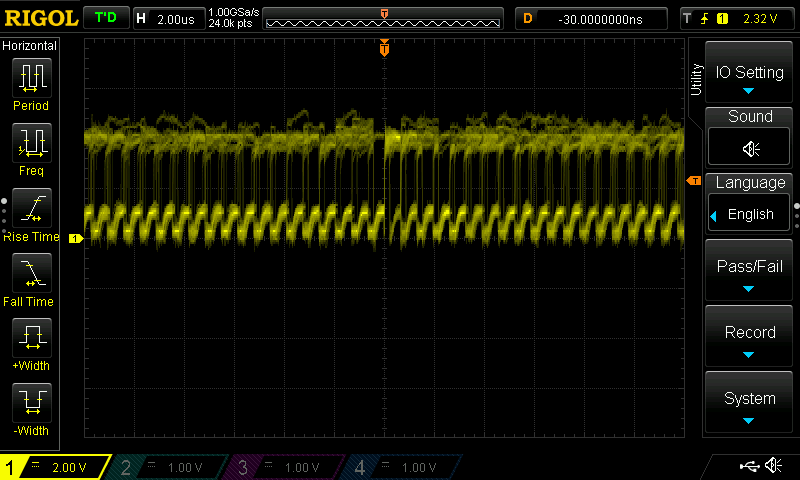 RIGOL T'D H 2.00us 1.00GSa/s 24.0k pts T D -30.0000000ns T 1 2.32 V
Horizontal
Period
Freq
Rise Time
Fall Time
+Width
-Width
T
T
1
Utility
IO Setting
Sound
Language
English
Pass/Fail
Record
System
1 2.00 V 2 1.00 V 3 1.00 V 4 1.00 V